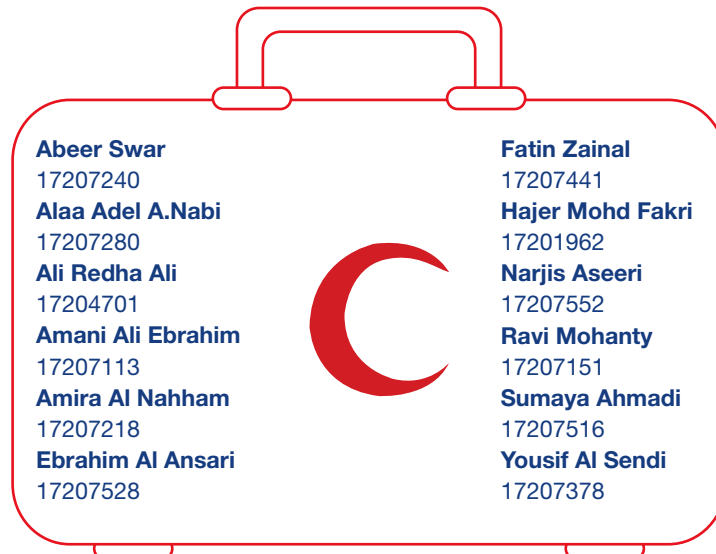 Abeer Swar
17207240
Alaa Adel A.Nabi
17207280
Ali Redha Ali
17204701
Amani Ali Ebrahim
17207113
Amira Al Nahham
17207218
Ebrahim Al Ansari
17207528
Fatin Zainal
17207441
Hajer Mohd Fakri
17201962
Narjis Aseeri
17207552
Ravi Mohanty
17207151
Sumaya Ahmadi
17207516
Yousif Al Sendi
17207378